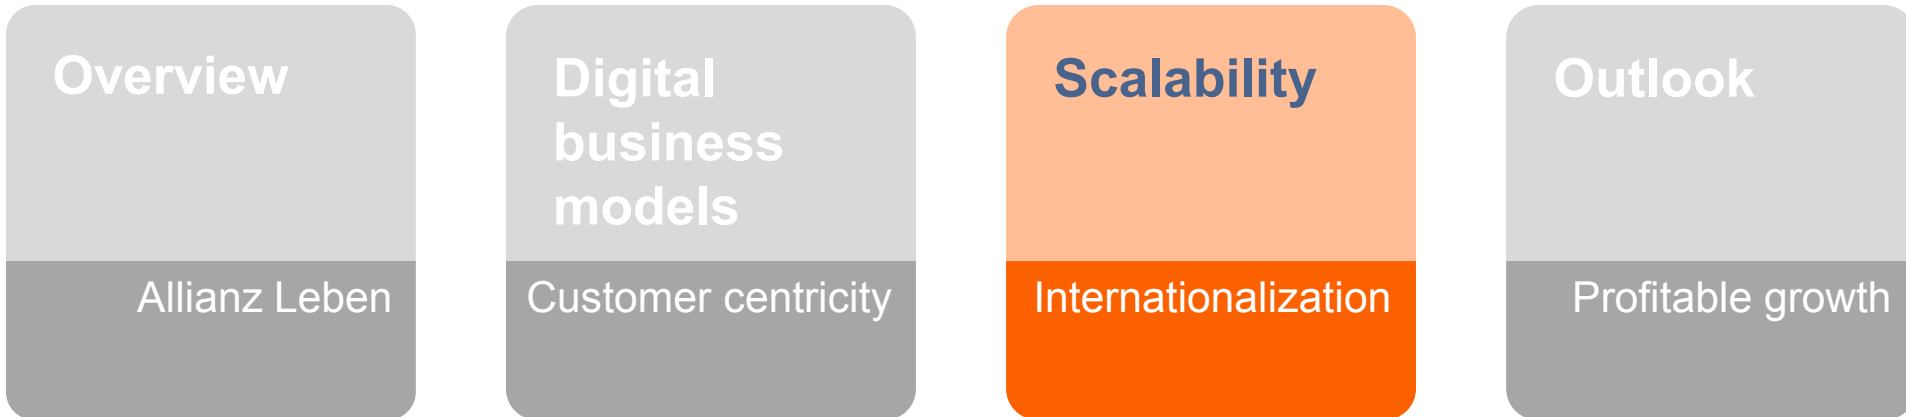 Overview
Allianz Leben
Digital
business
models
Customer centricity
Scalability
Internationalization
Outlook
Profitable growth